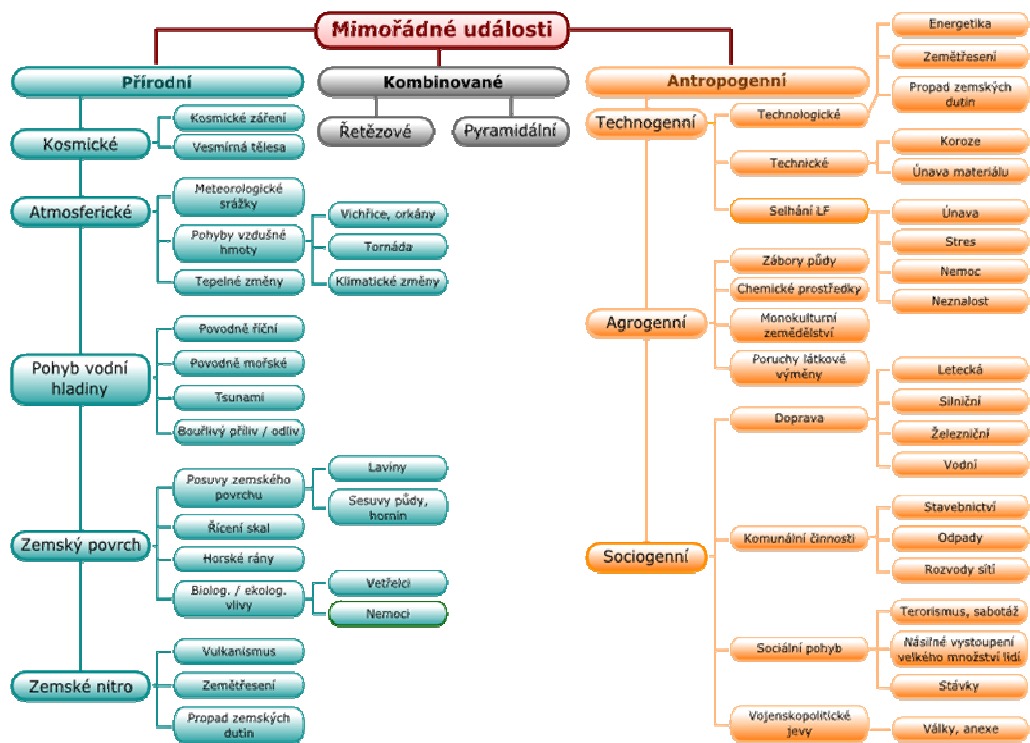 Mimořádné události
Přírodní
Kosmické
Kosmické záření
Vesmírná tělesa
Atmosferické
Meteorologické
srážky
Pohyby vzdušné
hmoty
Vichřice, orkány
Tornáda
Klimatické změny
Tepelné změny
Pohyb vodní
hladiny
Povodně říční
Povodně mořské
Tsunami
Bouřlivý příliv / odliv
Zemský povrch
Posuvy zemského
povrchu
Lavíny
Sesuvy půdy,
hornin
Řícení skal
Horské rány
Biolog. / ekolog.
vlivy
Vetřelci
Nemoci
Zemské nitro
Vulkanismus
Zemětřesení
Propad zemských
dutin
Kombinované
Řetězové
Pyramidální
Antropogenní
Technogenní
Technologické
Energetika
Zemětřesení
Propad zemských
dutin
Technické
Koroze
Únava materiálu
Selhání LF
Únava
Stres
Nemoc
Neznalost
Agrogenní
Zábory půdy
Chemické prostředky
Monokulturní
zemědělství
Poruchy látkové
výměny
Sociogenní
Doprava
Letecká
Silniční
Železniční
Vodní
Komunální činnosti
Stavebnictví
Odpady
Rozvody sítí
Sociální pohyb
Terorismus, sabotáž
Násilné vystoupení
velkého množství lidí
Stávky
Vojenskopolitické
jevy
Války, anexe